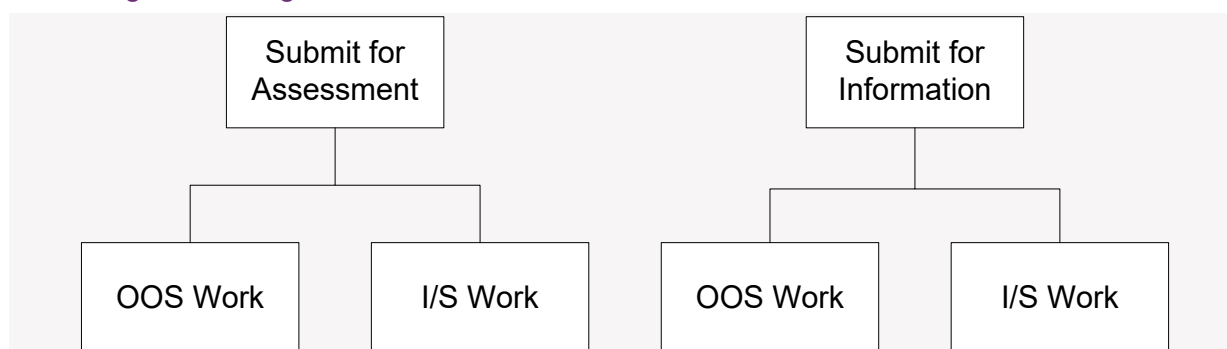 Submit for
Assessment
Submit for
Information
OOS Work
I/S Work
OOS Work
I/S Work